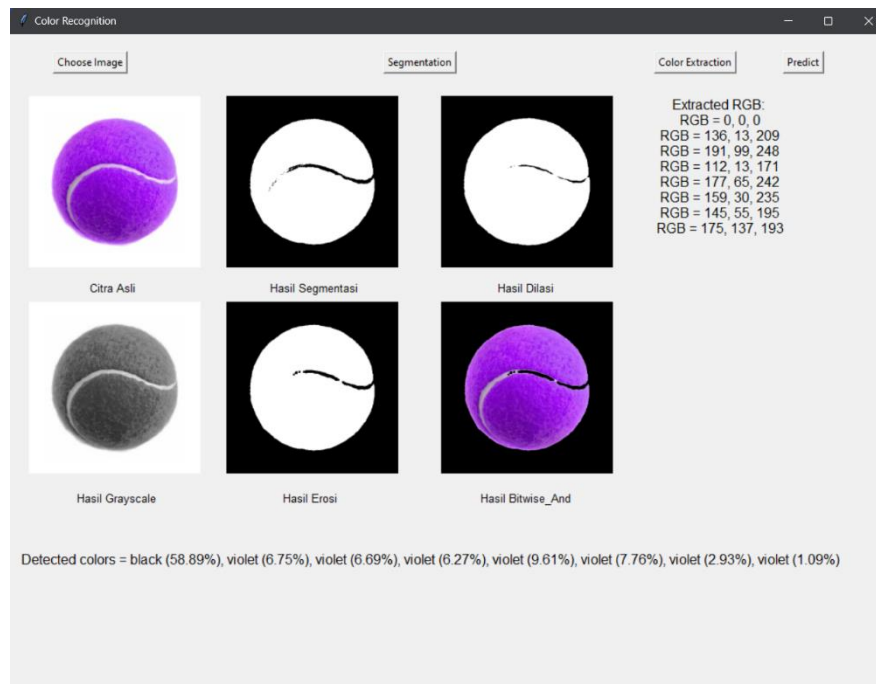 Color Recognition
Choose Image
Segmentation
Color Extraction
Predict
Extracted RGB:
RGB = 0, 0, 0
RGB = 136, 13, 209
RGB = 191, 99, 248
RGB = 112, 13, 171
RGB = 177, 65, 242
RGB = 159, 30, 235
RGB = 145, 55, 195
RGB = 175, 137, 193
Citra Asli
Hasil Segmentasi
Hasil Dilasi
Hasil Grayscale
Hasil Erosi
Hasil Bitwise_And
Detected colors = black (58.89%), violet (6.75%), violet (6.69%), violet (6.27%), violet (9.61%), violet (7.76%), violet (2.93%), violet (1.09%)